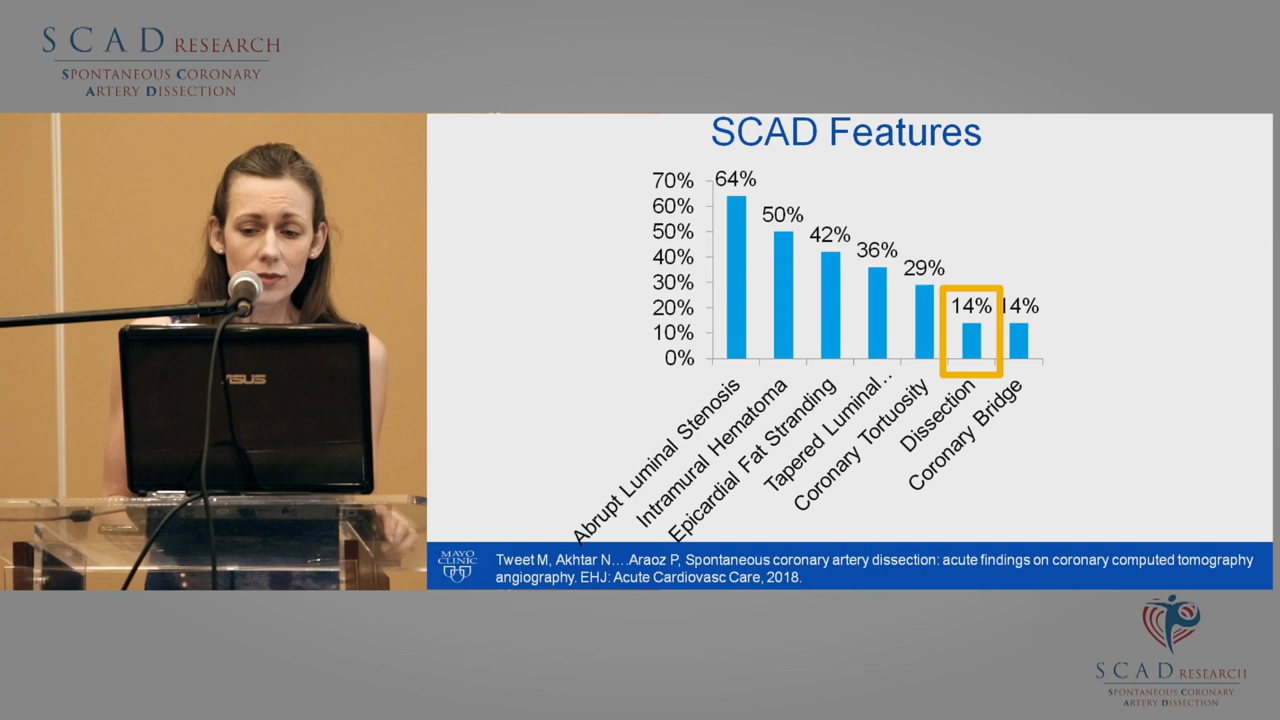 SCAD RESEARCH
SPONTANEOUS CORONARY
ARTERY DISSECTION
SCAD Features
70%
60%
50%
40%
30%
20%
10%
0%
64%
50%
42%
36%
29%
14%
14%
Abrupt Luminal Stenosis
Intramural Hematoma
Epicardial Fat Stranding
Tapered Luminal...
Coronary Tortuosity
Dissection
Coronary Bridge
ASUS
MAYO
CLINIC
Tweet M, Akhtar N....Araoz P, Spontaneous coronary artery dissection: acute findings on coronary computed tomography
angiography. EHJ: Acute Cardiovasc Care, 2018.
SCAD RESEARCH
SPONTANEOUS CORONARY
ARTERY DISSECTION